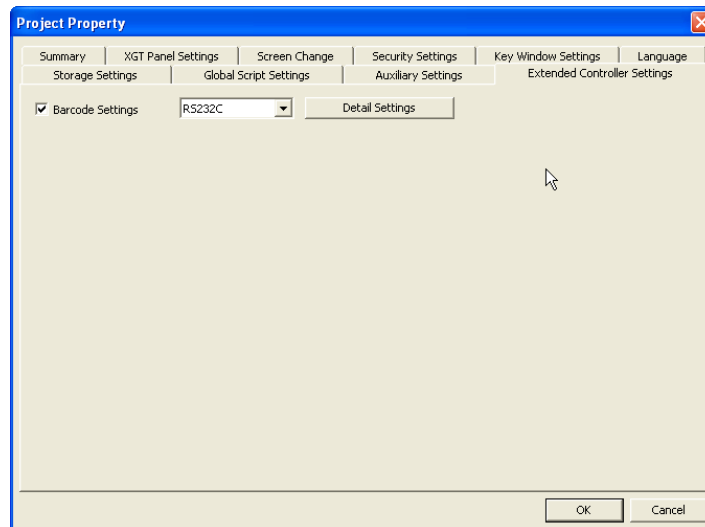 Project Property
Summary XGT Panel Settings Screen Change Security Settings Key Window Settings Language
Storage Settings Global Script Settings Auxiliary Settings Extended Controller Settings
Barcode Settings RS232C Detail Settings
OK Cancel